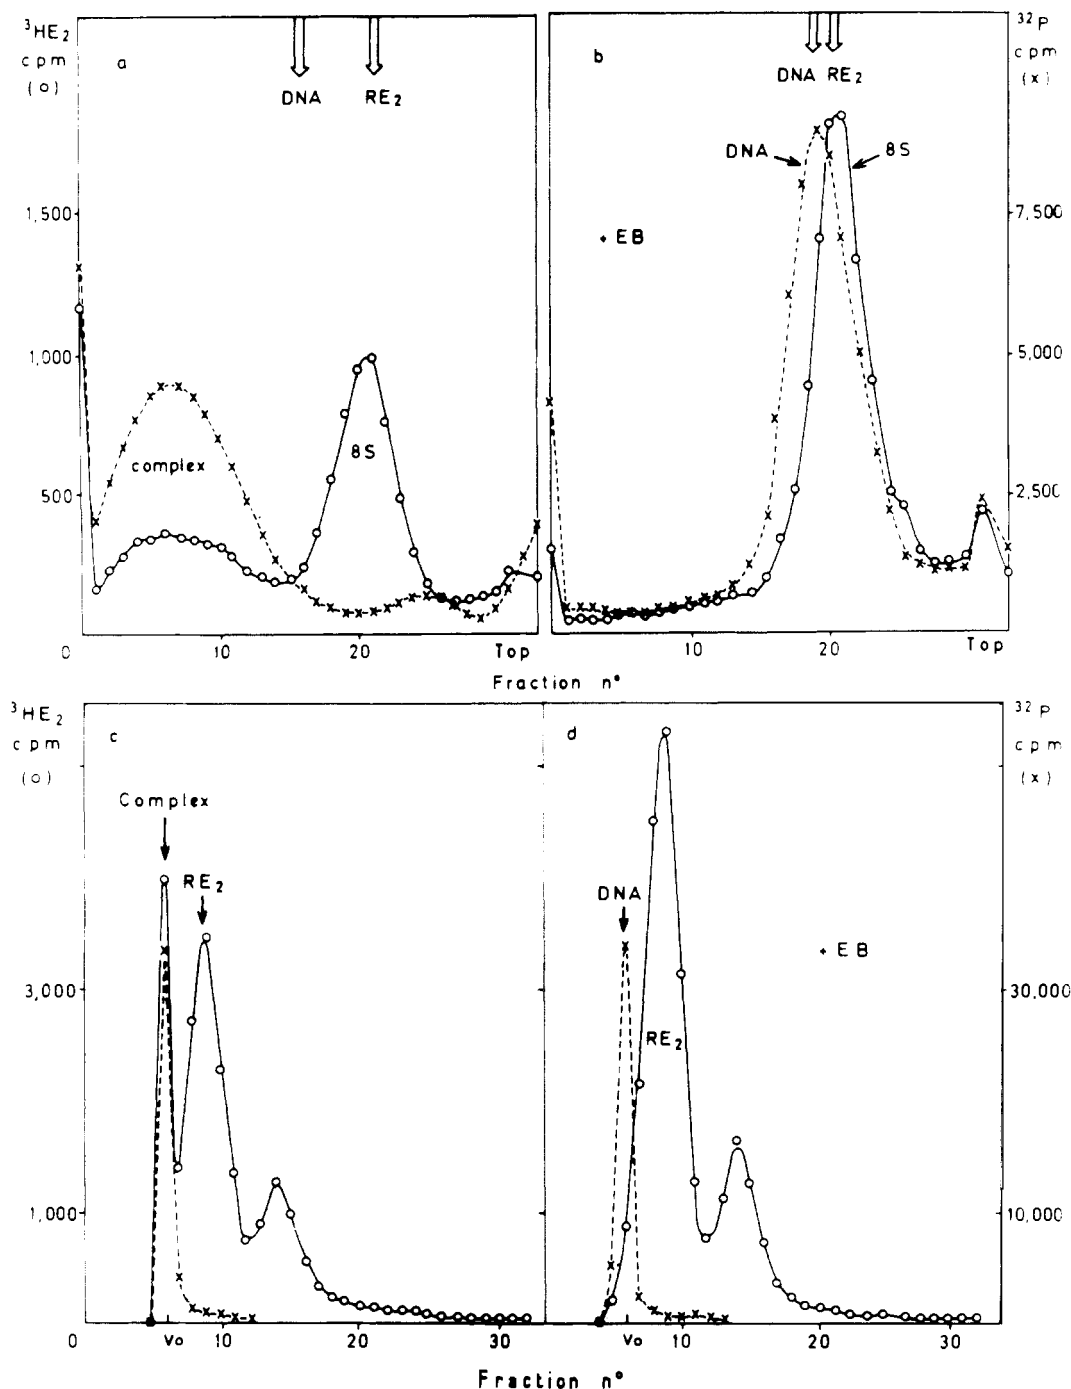 ³HE₂
cpm
(o)
a
DNA
RE₂
b
DNA RE₂
³²P
cpm
(x)
DNA
8S
+ EB
1,500
1,000
500
complex
8S
7,500
5,000
2,500
0
10
20
Top
10
20
Top
Fraction n°
³HE₂
cpm
(o)
c
Complex
RE₂
d
DNA
RE₂
+ EB
³²P
cpm
(x)
3,000
1,000
30,000
10,000
0
Vo
10
20
30
Vo
10
20
30
Fraction n°